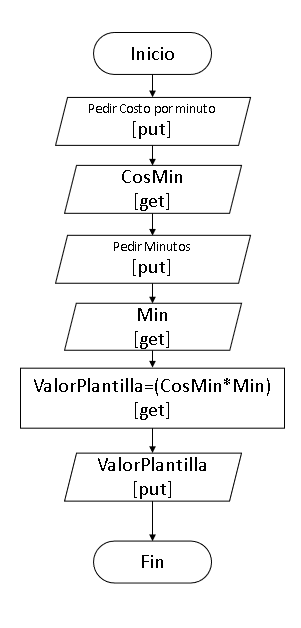 Inicio
Pedir Costo por minuto
[put]
CosMin
[get]
Pedir Minutos
[put]
Min
[get]
ValorPlantilla=(CosMin*Min)
[get]
ValorPlantilla
[put]
Fin